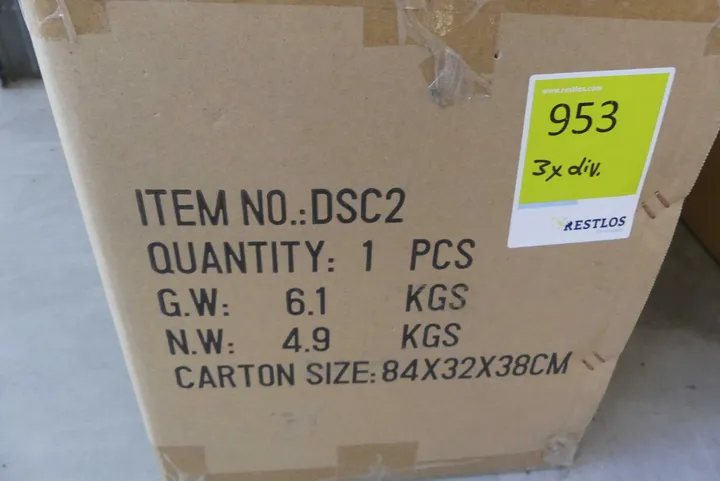 www.restlos.com
953
3x div.
RESTLOS
ITEM NO.:DSC2
QUANTITY: 1 PCS
G.W: 6.1 KGS
N.W: 4.9 KGS
CARTON SIZE:84X32X38CM